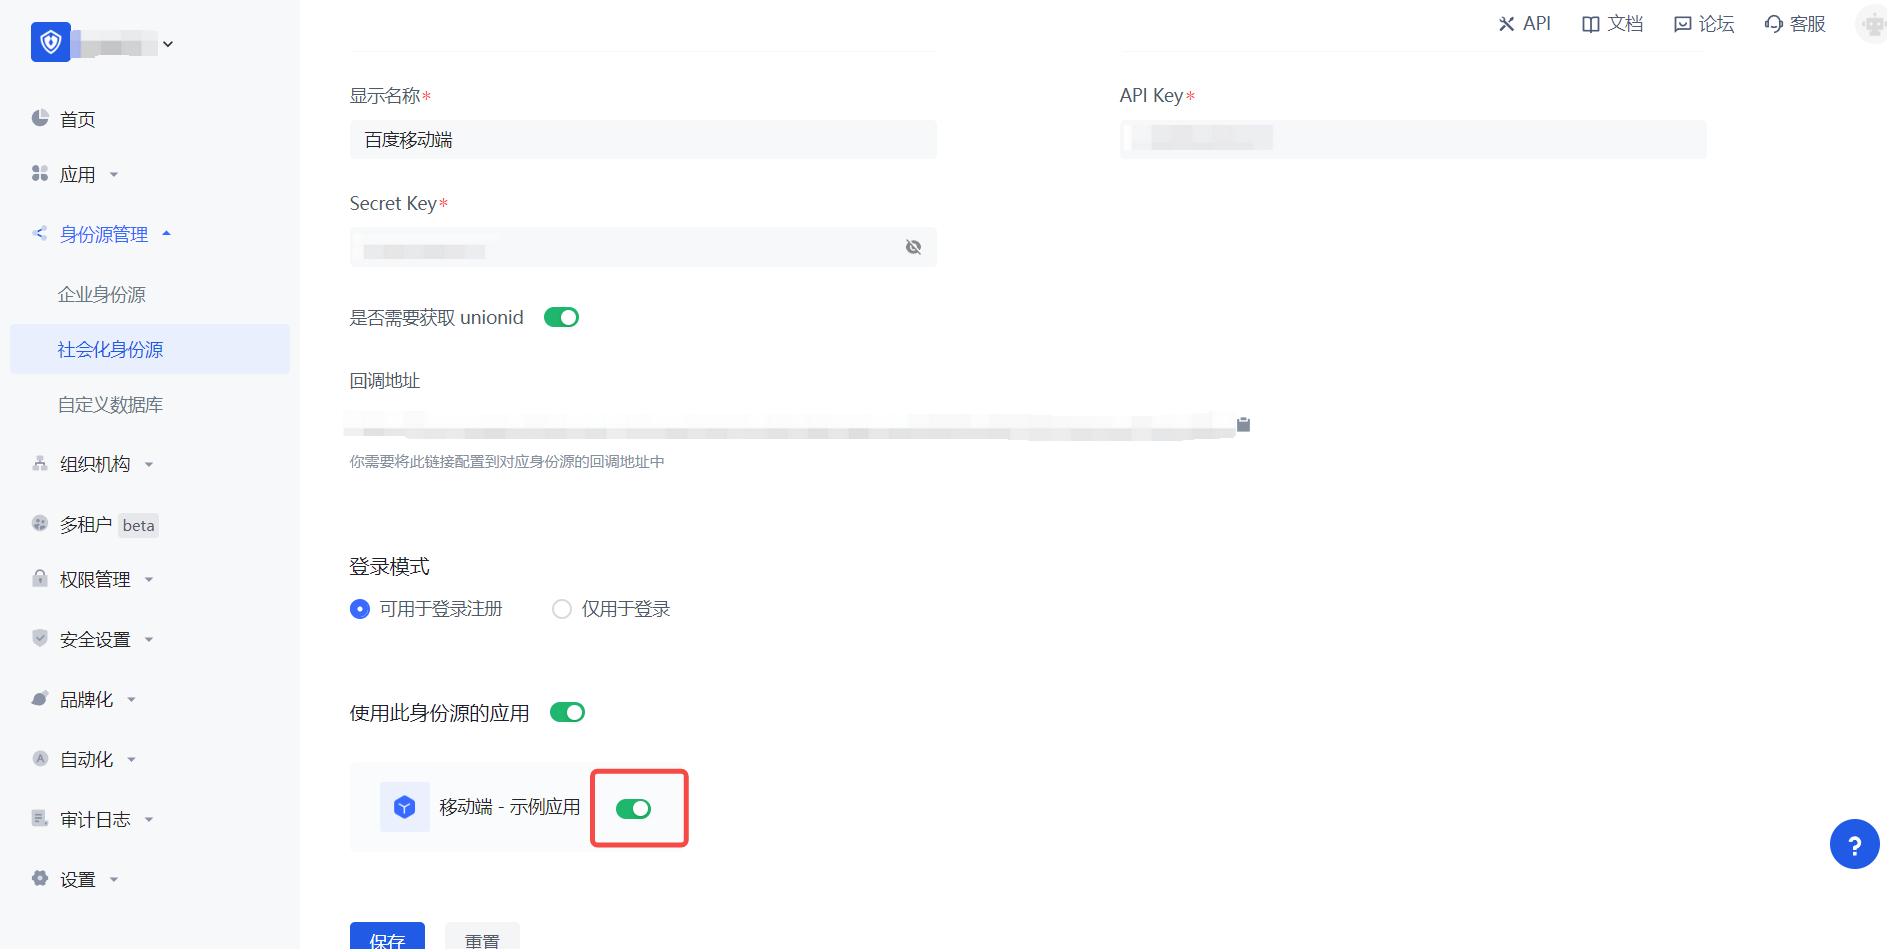 API
文档
论坛
客服
首页
应用
身份源管理
企业身份源
社会化身份源
自定义数据库
组织机构
多租户 beta
权限管理
安全设置
品牌化
自动化
审计日志
设置
显示名称*
百度移动端
API Key*
Secret Key*
是否需要获取 unionid
回调地址
你需要将此链接配置到对应身份源的回调地址中
登录模式
可用于登录注册
仅用于登录
使用此身份源的应用
移动端 - 示例应用
保存
重置